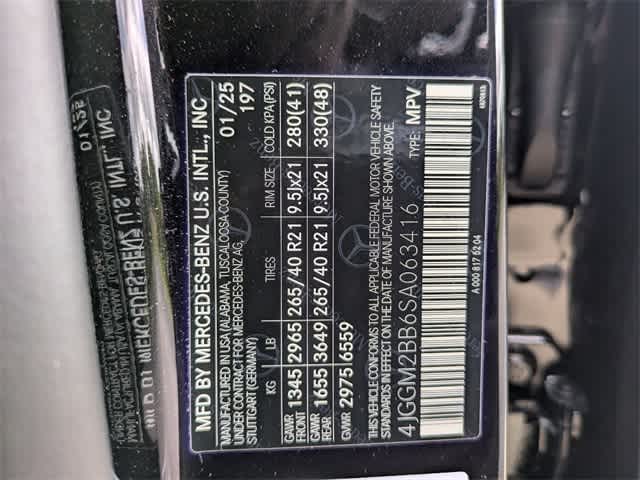 MFD BY MERCEDES-BENZ U.S. INTL., INC
MANUFACTURED IN USA (ALABAMA, TUSCALOOSA COUNTY) 01/25
UNDER CONTRACT FOR MERCEDES-BENZ AG, 197
STUTTGART (GERMANY)
KG LB TIRES RIM SIZE COLD KPA (PSI)
GAWR FRONT 1345 2965 265/40 R21 9.5Jx21 280(41)
GAWR REAR 1655 3649 265/40 R21 9.5Jx21 330(48)
GVWR 2975 6559
THIS VEHICLE CONFORMS TO ALL APPLICABLE FEDERAL MOTOR VEHICLE SAFETY
STANDARDS IN EFFECT ON THE DATE OF MANUFACTURE SHOWN ABOVE.
4JGGM2BB6SA063416 TYPE: MPV
A 000 817 52 04